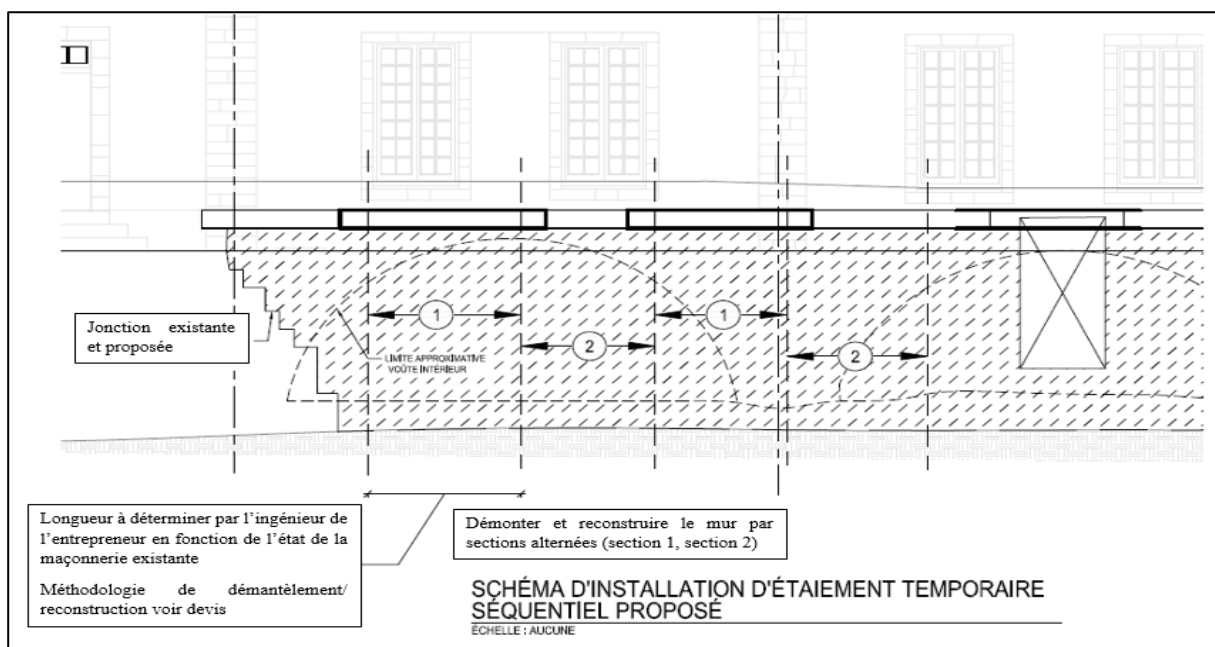 1
1
2
2
Jonction existante
et proposée
LIMITE APPROXIMATIVE
VOÛTE INTÉRIEUR
Longueur à déterminer par l'ingénieur de
l'entrepreneur en fonction de l'état de la
maçonnerie existante
Méthodologie de démantèlement/
reconstruction voir devis
Démonter et reconstruire le mur par
sections alternées (section 1, section 2)
SCHÉMA D'INSTALLATION D'ÉTAIEMENT TEMPORAIRE
SÉQUENTIEL PROPOSÉ
ÉCHELLE : AUCUNE